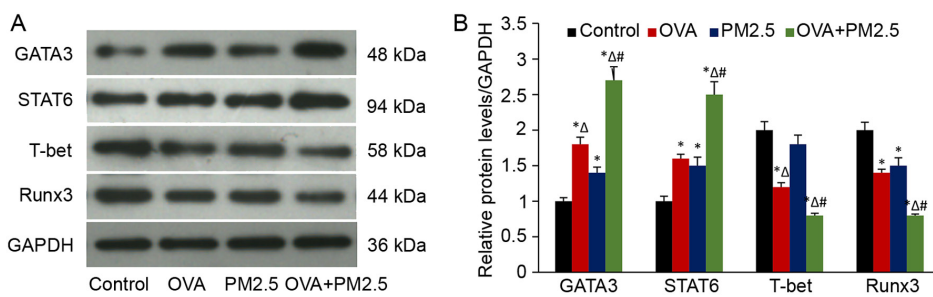 A
GATA3
48 kDa
STAT6
94 kDa
T-bet
58 kDa
Runx3
44 kDa
GAPDH
36 kDa
Control OVA PM2.5 OVA+PM2.5
B
Relative protein levels/GAPDH
Control OVA PM2.5 OVA+PM2.5
3.5
3
2.5
2
1.5
1
0.5
0
*Δ
*
*Δ#
*
*
*Δ#
*Δ
*Δ#
*
*
*Δ#
GATA3 STAT6 T-bet Runx3